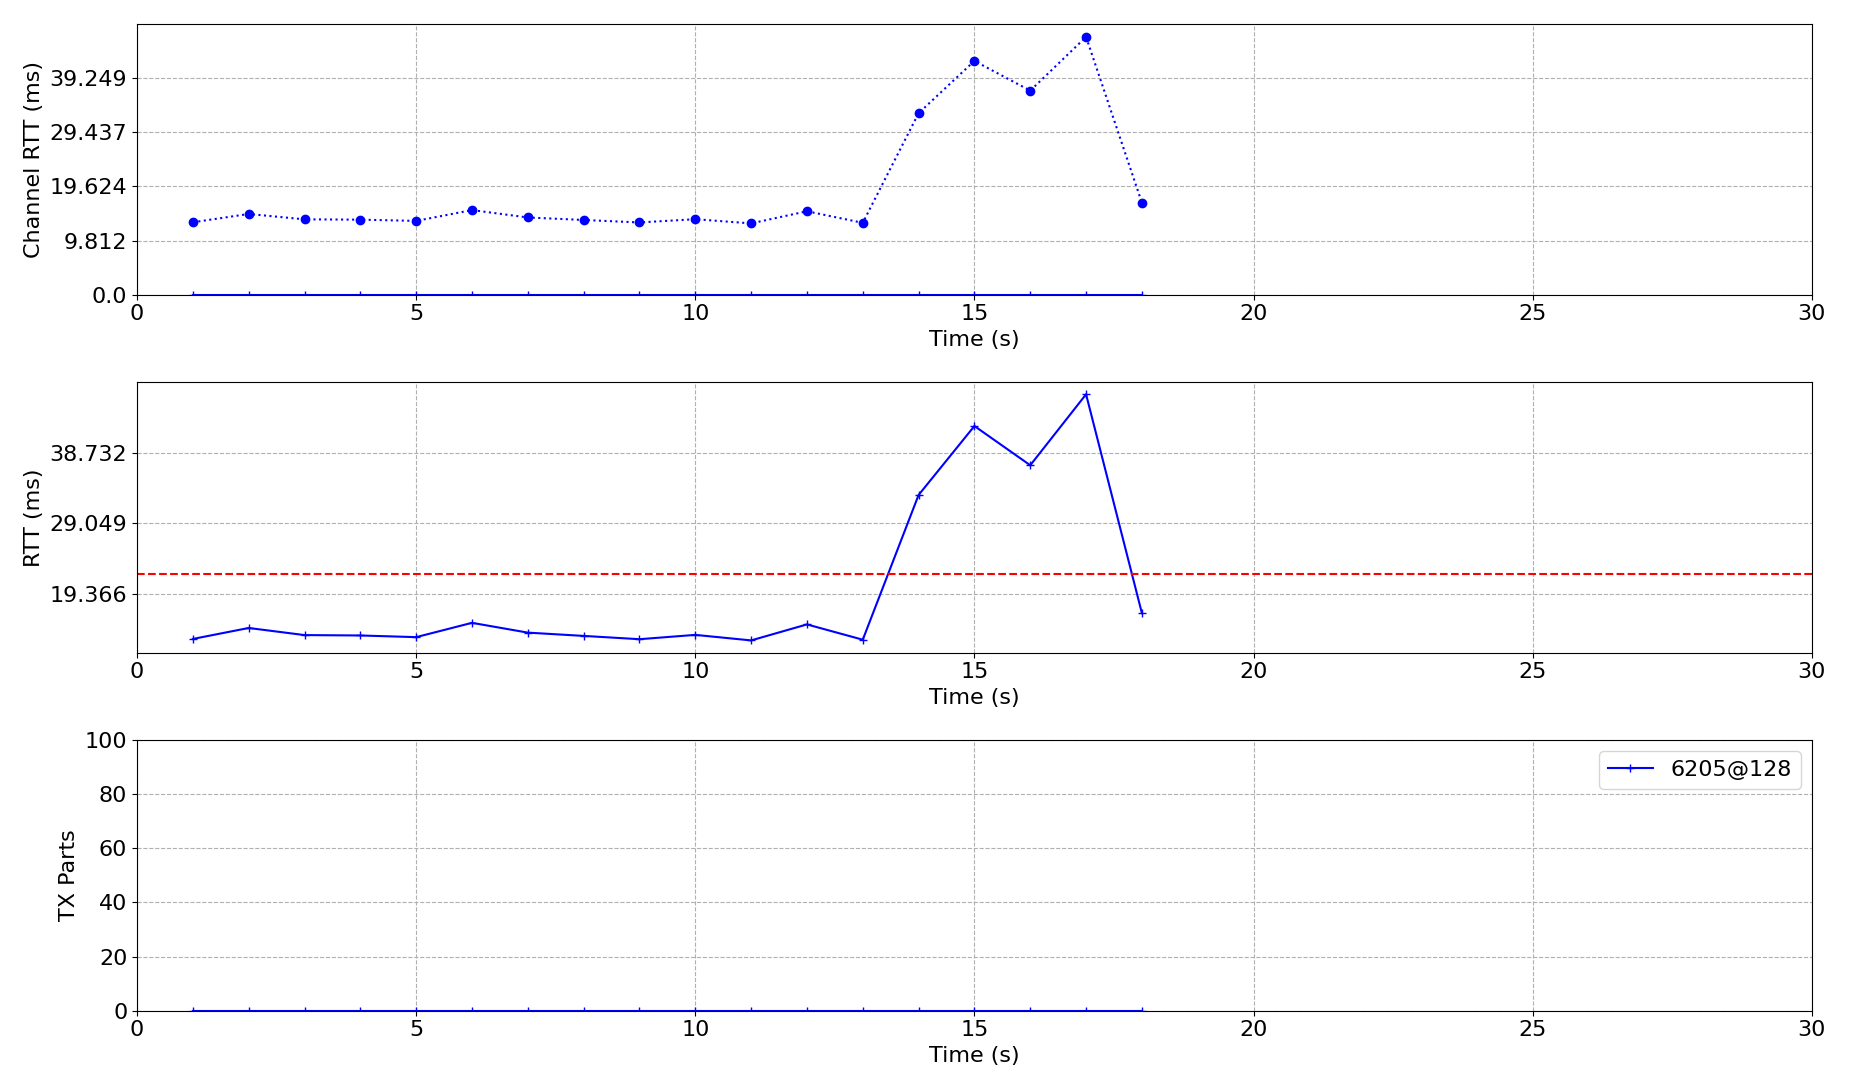 Channel RTT (ms)
39.249
29.437
19.624
9.812
0.0
0 5 10 15 20 25 30
Time (s)
RTT (ms)
38.732
29.049
19.366
0 5 10 15 20 25 30
Time (s)
TX Parts
100
80
60
40
20
0
6205@128
0 5 10 15 20 25 30
Time (s)